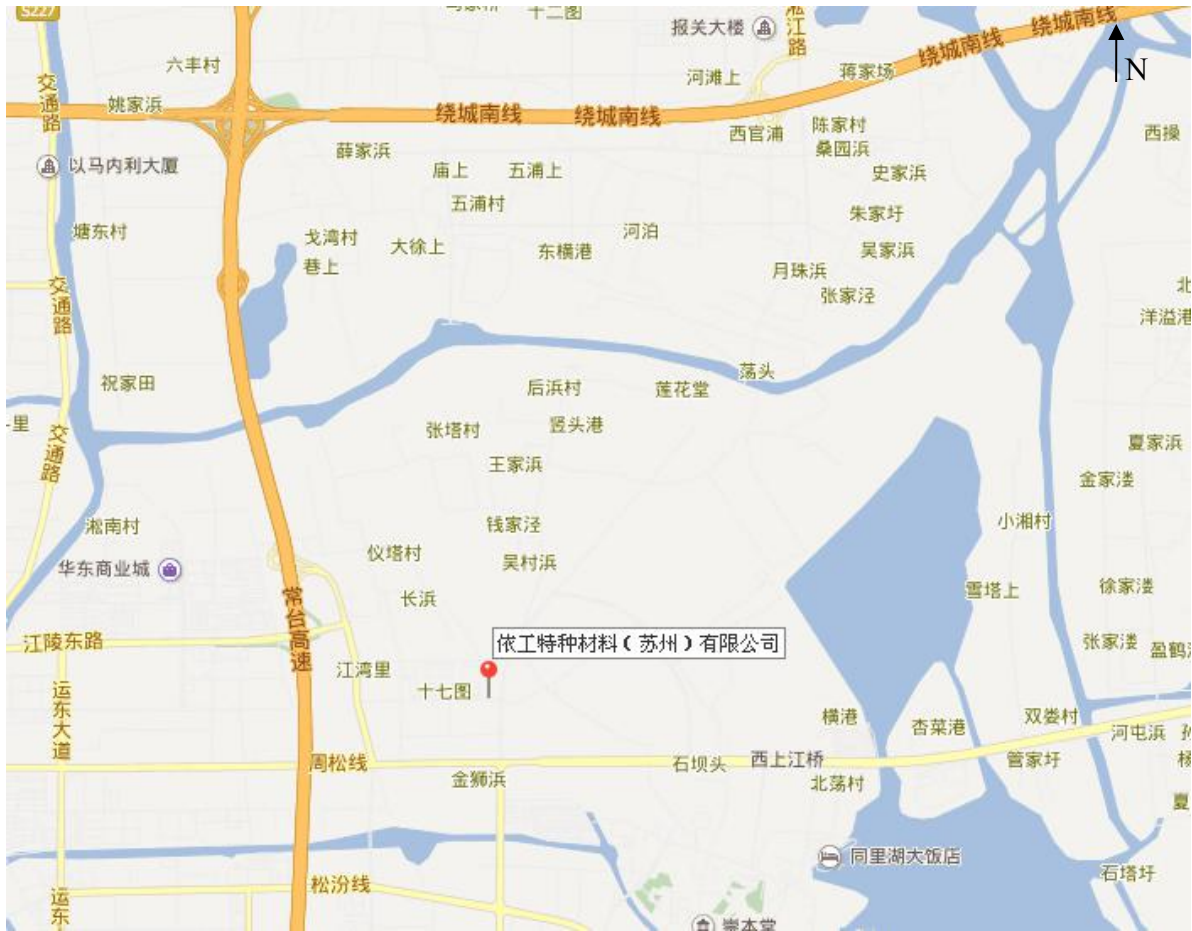 S227
十二图
报关大楼
淞江路
绕城南线
绕城南线
N
六丰村
河滩上
蒋家场
交通路
姚家浜
绕城南线
绕城南线
西官浦
陈家村
西操
薛家浜
桑园浜
以马内利大厦
庙上
五浦上
史家浜
五浦村
朱家圩
塘东村
戈湾村
大徐上
东横港
河泊
吴家浜
巷上
月珠浜
张家泾
交通路
北
洋溢港
祝家田
后浜村
莲花堂
荡头
里
张塔村
竖头港
夏家浜
交通路
王家浜
金家溇
淞南村
钱家泾
小湘村
华东商业城
仪塔村
吴村浜
长浜
雪塔上
徐家溇
常台高速
江陵东路
依工特种材料（苏州）有限公司
张家溇
盈鹤
江湾里
十七图
运东大道
横港
杏菜港
双娄村
河屯浜
周松线
金狮浜
石坝头
西上江桥
管家圩
杨
北荡村
夏
同里湖大饭店
石塔圩
松汾线
运东
崇本堂